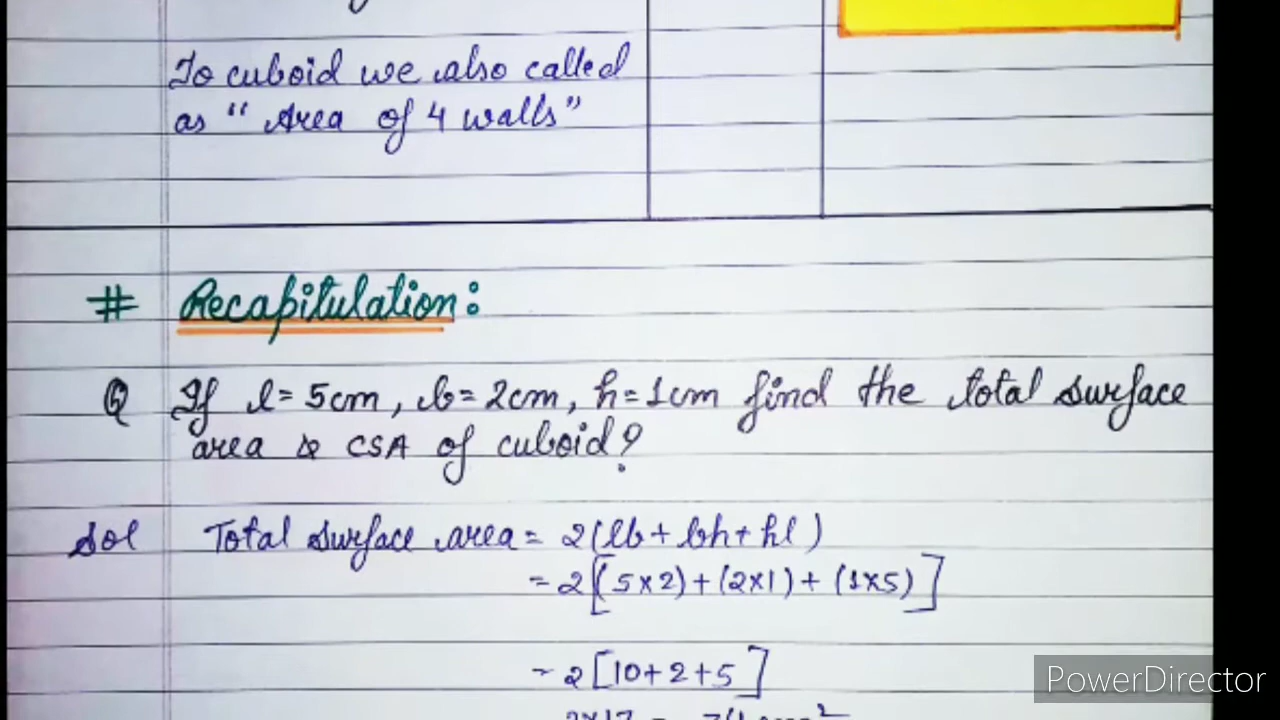 To cuboid we also called
as "Area of 4 walls"
# Recapitulation:
Q If l=5cm, b=2cm, h=1cm find the total surface
area & CSA of cuboid?
Sol Total surface area = 2(lb+bh+hl)
=2[(5×2)+(2×1)+(1×5)]
=2[10+2+5]
PowerDirector